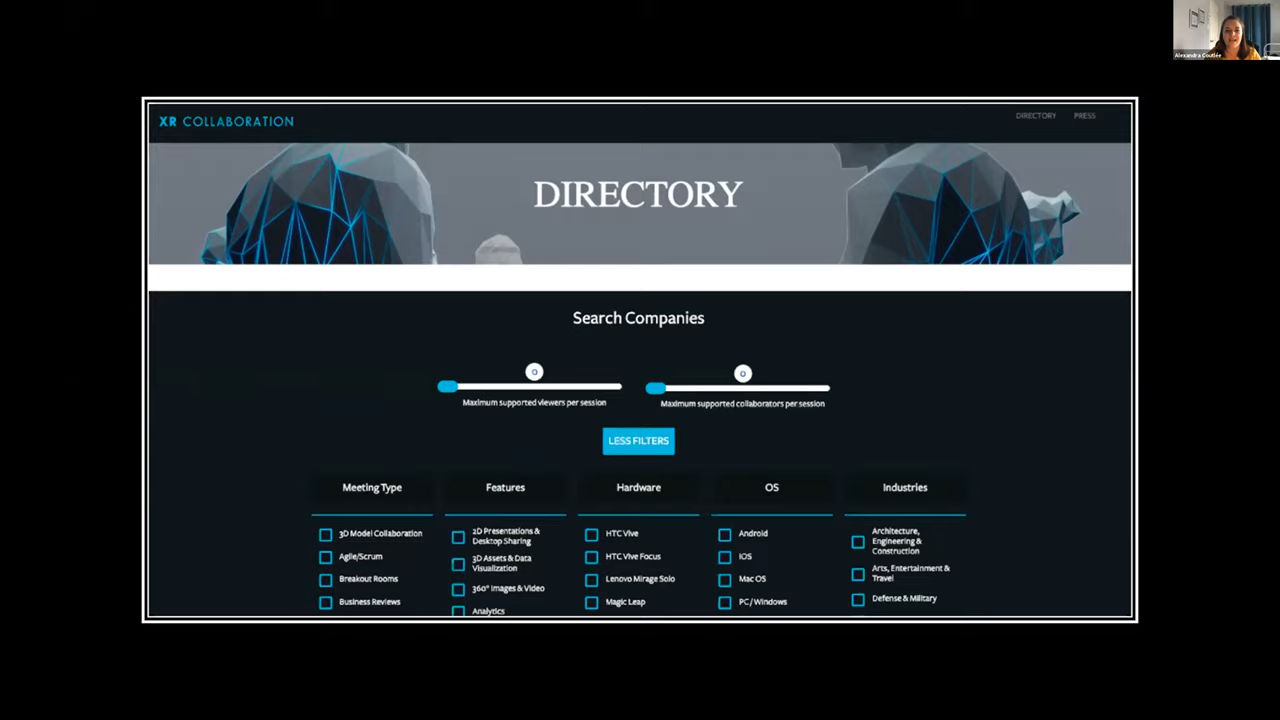 Alexandra Coutlée
XR COLLABORATION
DIRECTORY
PRESS
DIRECTORY
Search Companies
0
0
Maximum supported viewers per session
Maximum supported collaborators per session
LESS FILTERS
Meeting Type
3D Model Collaboration
Agile/Scrum
Breakout Rooms
Business Reviews
Features
2D Presentations &
Desktop Sharing
3D Assets & Data
Visualization
360° Images & Video
Analytics
Hardware
HTC Vive
HTC Vive Focus
Lenovo Mirage Solo
Magic Leap
OS
Android
iOS
Mac OS
PC/Windows
Industries
Architecture,
Engineering &
Construction
Arts, Entertainment &
Travel
Defense & Military